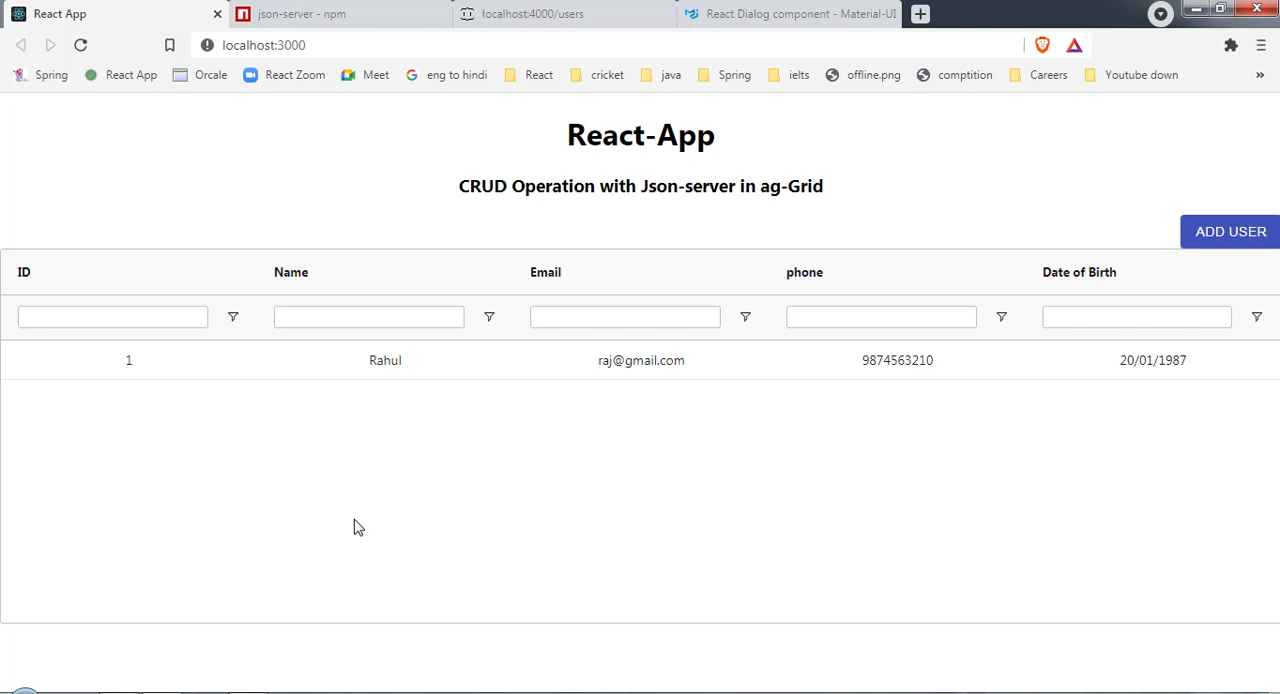 React App
json-server - npm
localhost:4000/users
React Dialog component - Material-UI
localhost:3000
Spring
React App
Orcale
React Zoom
Meet
eng to hindi
React
cricket
java
Spring
ielts
offline.png
comptition
Careers
Youtube down
»
React-App
CRUD Operation with Json-server in ag-Grid
ADD USER
ID Name Email phone Date of Birth
1 Rahul raj@gmail.com 9874563210 20/01/1987